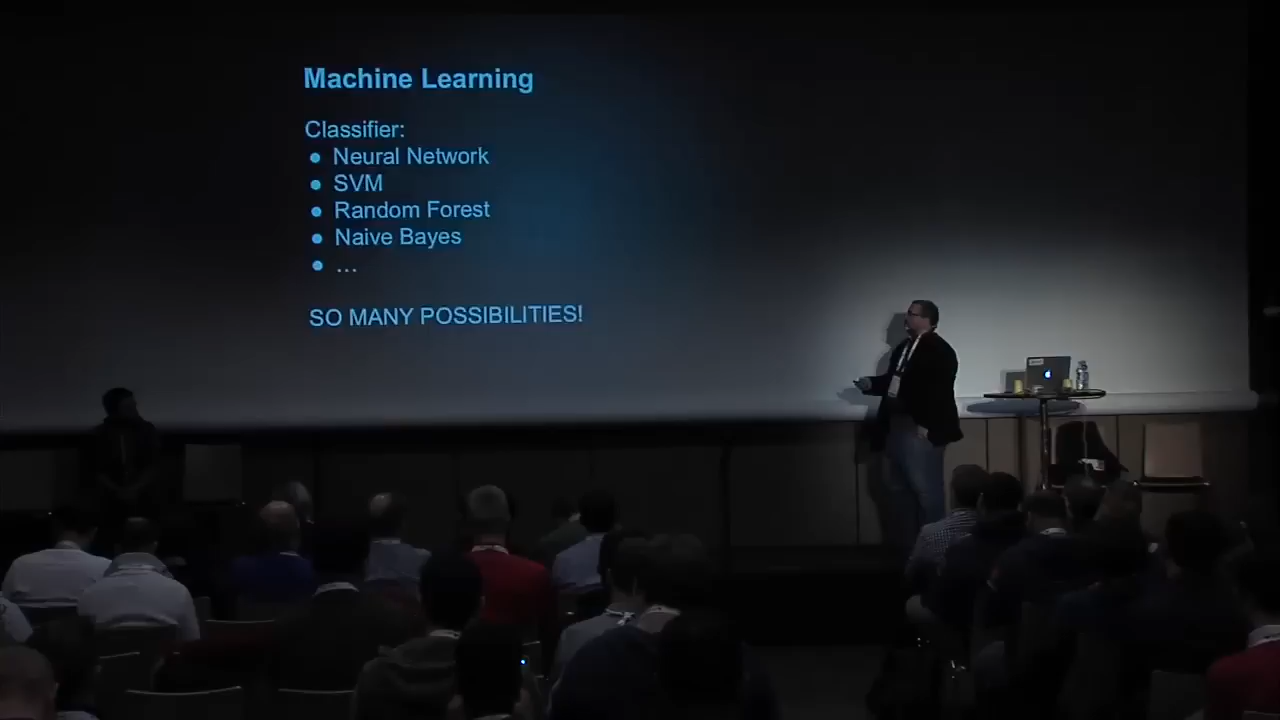 Machine Learning
Classifier:
● Neural Network
● SVM
● Random Forest
● Naive Bayes
● ...
SO MANY POSSIBILITIES!